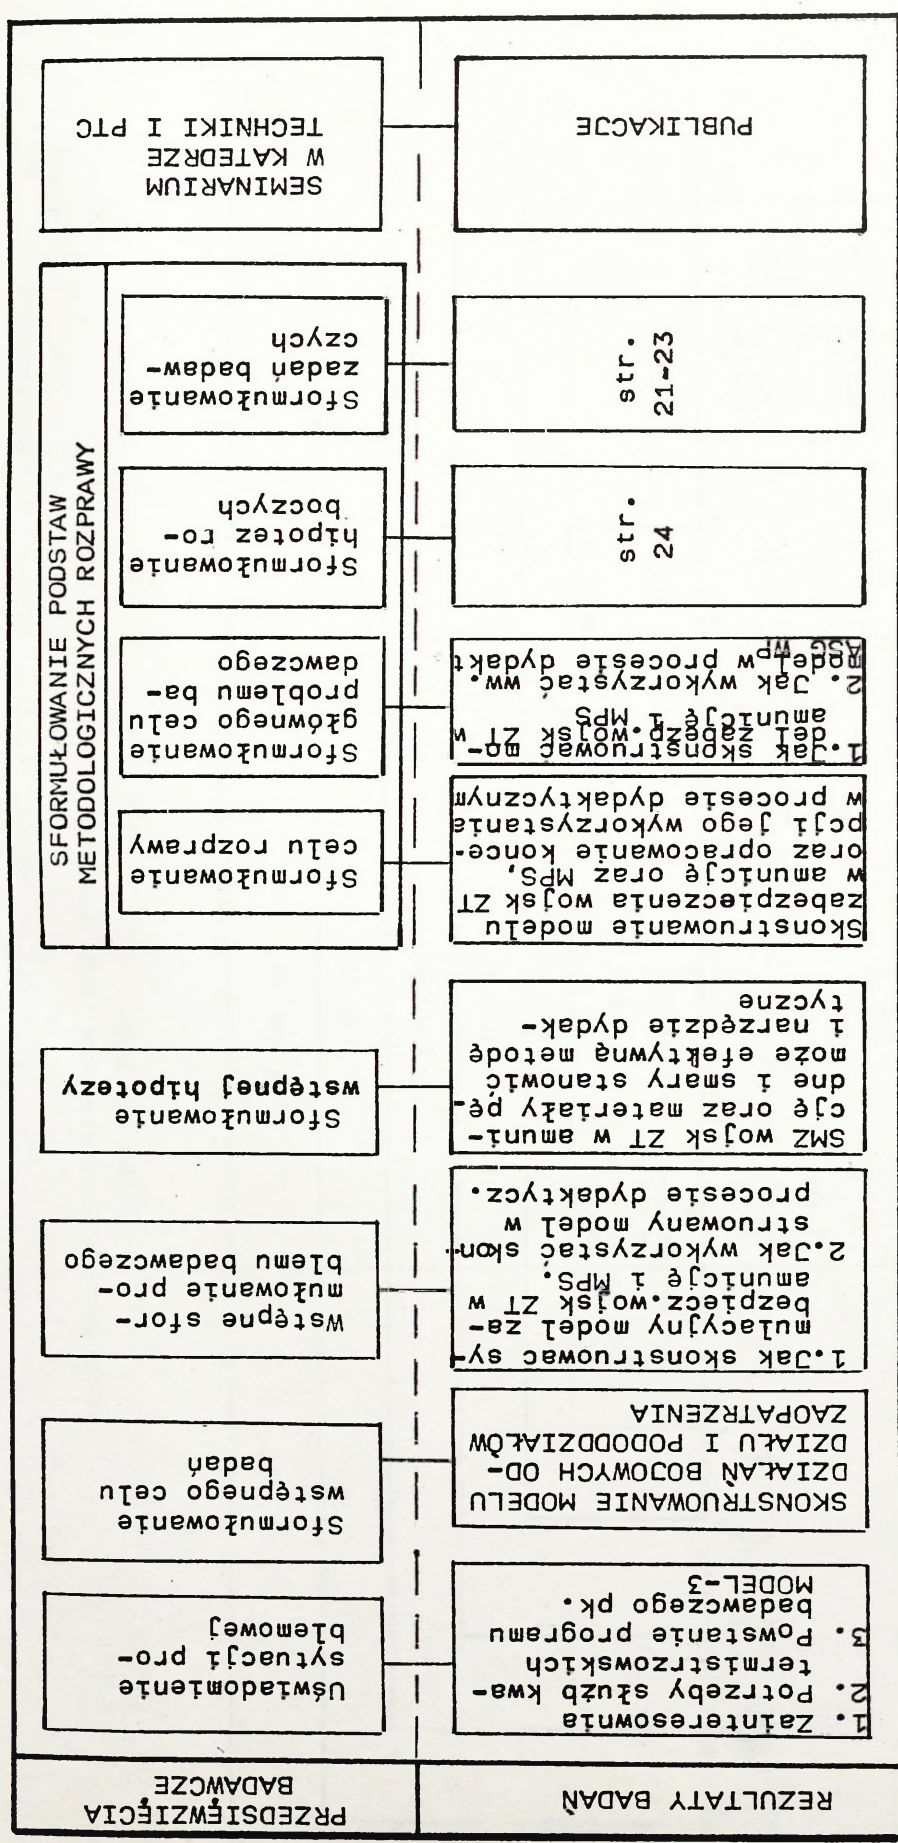 PRZEDSIĘWZIĘCIA
BADAWCZE
REZULTATY BADAŃ
Uświadomienie
sytuacji pro-
blemowej
1. Zainteresownia
2. Potrzeby służb kwa-
termistrzowskich
3. Powstanie programu
badawczego pk.
MODEL-3
Sformułowanie
wstępnego celu
badań
SKONSTRUOWANIE MODELU
DZIAŁAŃ BOJOWYCH OD-
DZIAŁU I PODODDZIAŁÓW
ZAOPATRZENIA
Wstępne sfor-
mułowanie pro-
blemu badawczego
1.Jak skonstruowac sy-
mulacyjny model za-
bezpiecz.wojsk ZT w
amunicję i MPS.
2.Jak wykorzystać skon-
struowany model w
procesie dydaktycz.
Sformułowanie
wstępnej hipotezy
SMZ wojsk ZT w amuni-
cję oraz materiały pę-
dne i smary stanowić
może efektywną metodę
i narzędzie dydak-
tyczne
SFORMUŁOWANIE PODSTAW
METODOLOGICZNYCH ROZPRAWY
Sformułowanie
celu rozprawy
Skonstruowanie modelu
zabezpieczenia wojsk ZT
w amunicję oraz MPS,
oraz opracowanie konce-
pcji jego wykorzystania
w procesie dydaktycznym
Sformułowanie
głównego celu
problemu ba-
dawczego
1.Jak skonstruować mo-
del zabezp.wojsk ZT w
amunicję i MPS
2. Jak wykorzystać ww.
model w procesie dydakt
ASG WP
Sformułowanie
hipotez ro-
boczych
str.
24
Sformułowanie
zadań badaw-
czych
str.
21-23
SEMINARIUM
W KATEDRZE
TECHNIKI I PTC
PUBLIKACJE